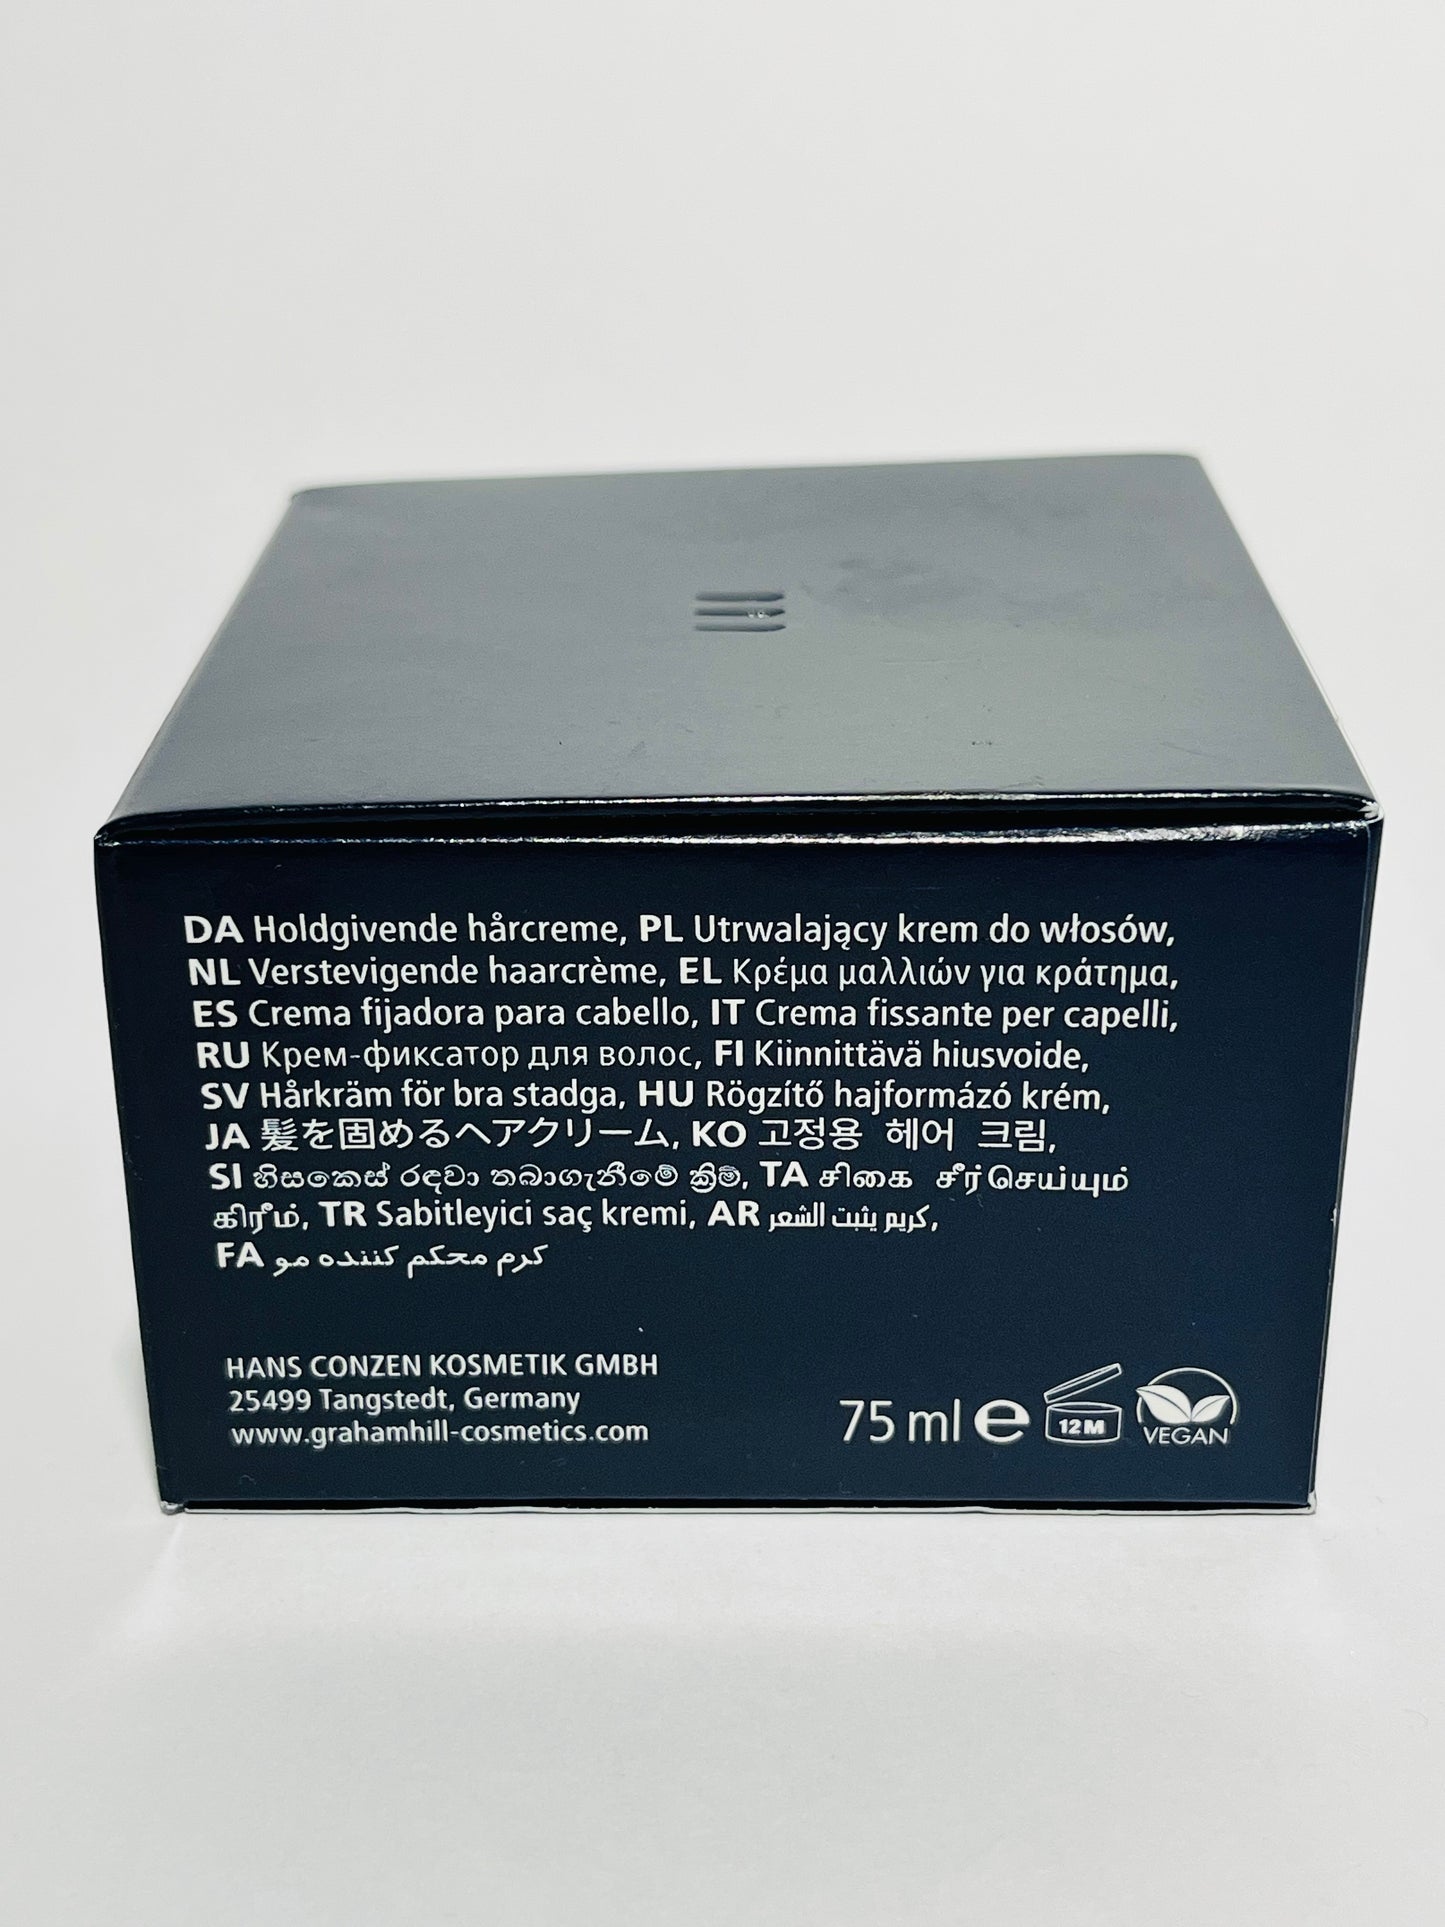 DA Holdgivende hårcreme, PL Utrwalający krem do włosów,
NL Verstevigende haarcrème, EL Κρέμα μαλλιών για κράτημα,
ES Crema fijadora para cabello, IT Crema fissante per capelli,
RU Крем-фиксатор для волос, FI Kiinnittävä hiusvoide,
SV Hårkräm för bra stadga, HU Rögzítő hajformázó krém,
JA 髪を固めるヘアクリーム, KO 고정용 헤어 크림,
SI හිසකෙස් රඳවා තබාගැනීමේ ක්‍රීම්, TA சிகை சீர்செய்யும்
கிரீம், TR Sabitleyici saç kremi, AR كريم يثبت الشعر,
FA کرم محکم کننده مو
HANS CONZEN KOSMETIK GMBH
25499 Tangstedt, Germany
www.grahamhill-cosmetics.com
75 ml e 12 M VEGAN